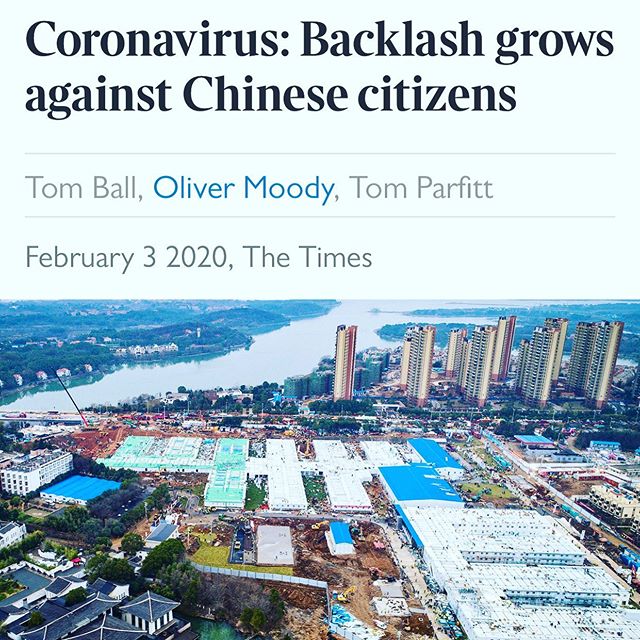 Coronavirus: Backlash grows
against Chinese citizens
Tom Ball, Oliver Moody, Tom Parfitt
February 3 2020, The Times